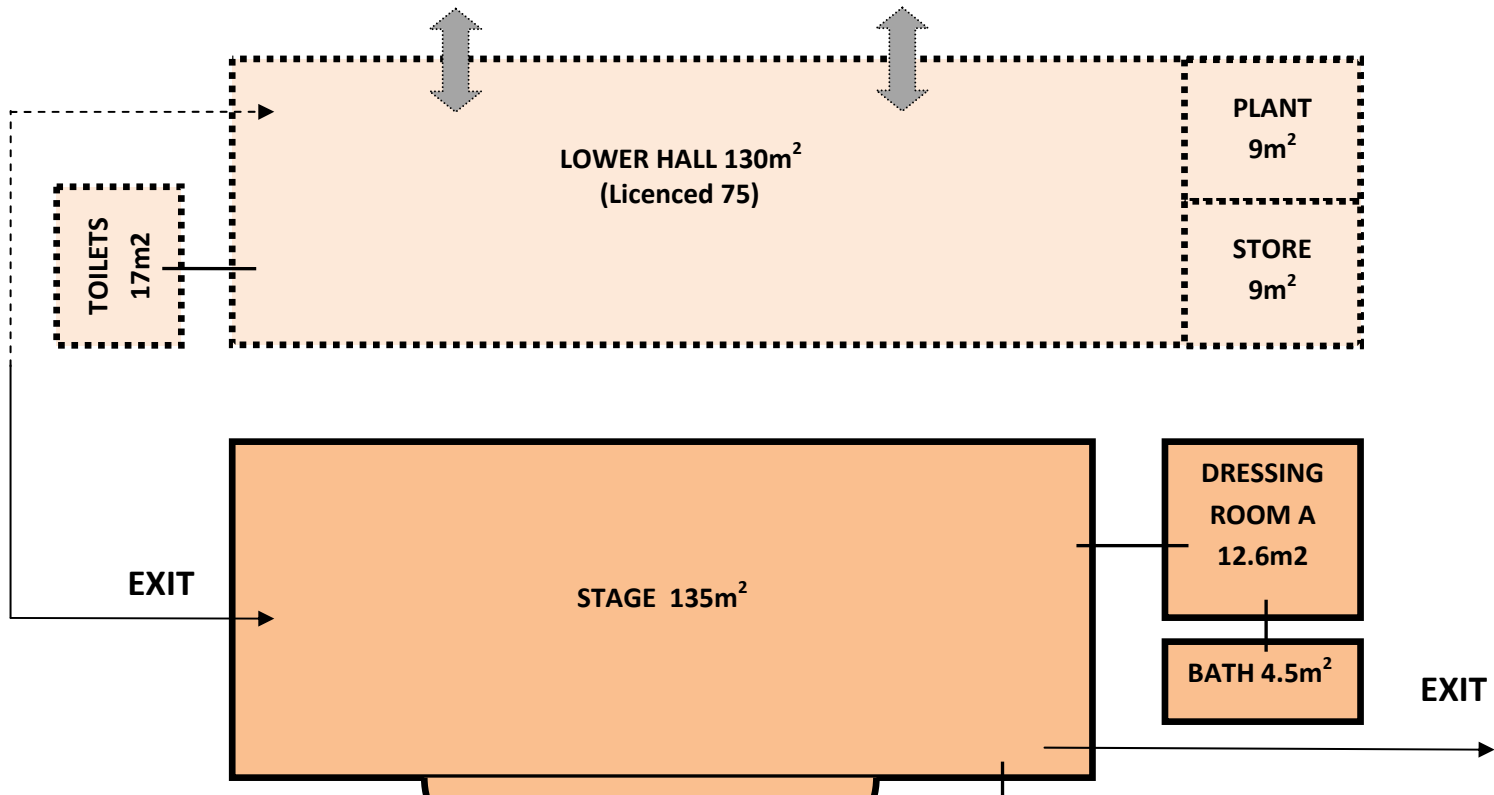 PLANT
9m²
LOWER HALL 130m²
(Licenced 75)
TOILETS
17m2
STORE
9m²
DRESSING
ROOM A
12.6m2
EXIT
STAGE 135m²
BATH 4.5m²
EXIT